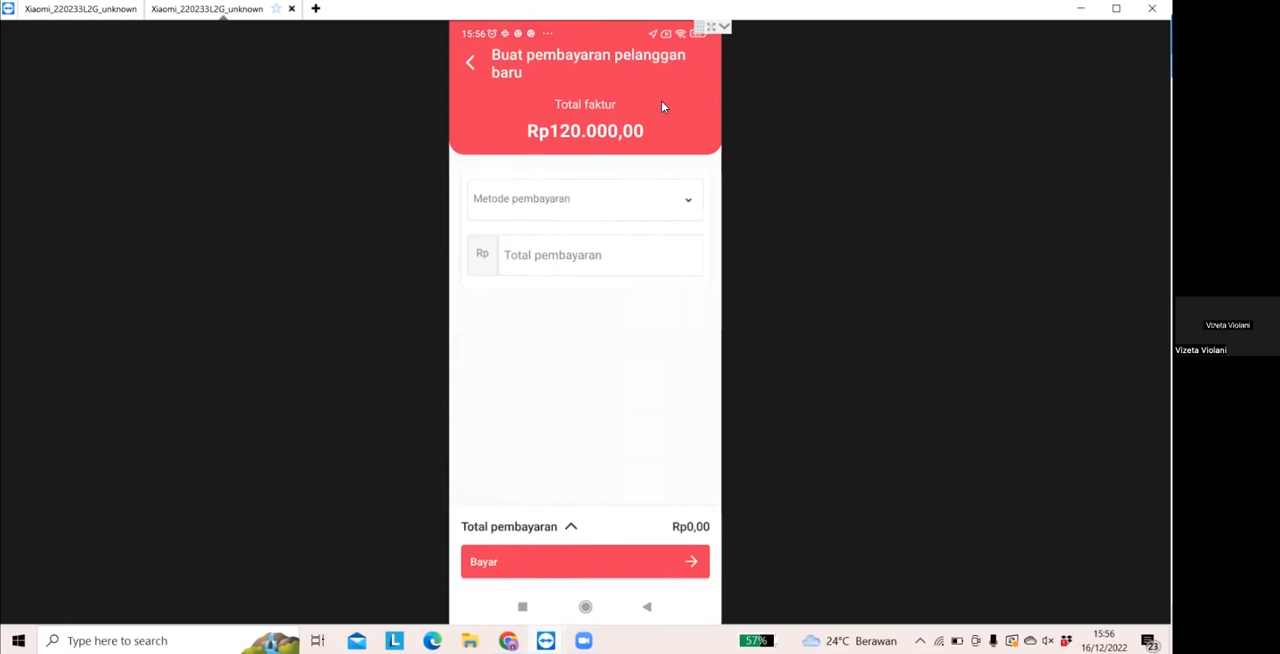 Xiaomi_220233L2G_unknown
Xiaomi_220233L2G_unknown
15:56
Buat pembayaran pelanggan
baru
Total faktur
Rp120.000,00
Metode pembayaran
Rp
Total pembayaran
Vizeta Violani
Vizeta Violani
Total pembayaran
Rp0,00
Bayar
Type here to search
L
57%
24°C Berawan
15:56
16/12/2022
23